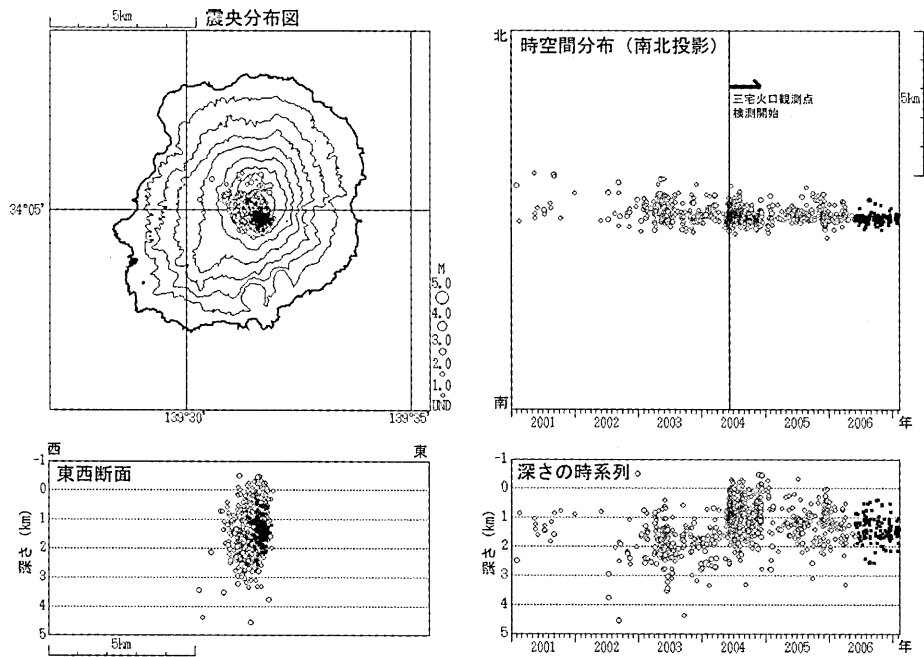 5km
震央分布図
34°05'
139°30'
139°35'
M
5.0
4.0
3.0
2.0
1.0
UND
北
時空間分布（南北投影）
三宅火口観測点
検測開始
5km
南
2001 2002 2003 2004 2005 2006 年
西
東
東西断面
-1
0
1
2
3
4
5
深さ (km)
5km
深さの時系列
-1
0
1
2
3
4
5
深さ (km)
2001 2002 2003 2004 2005 2006 年